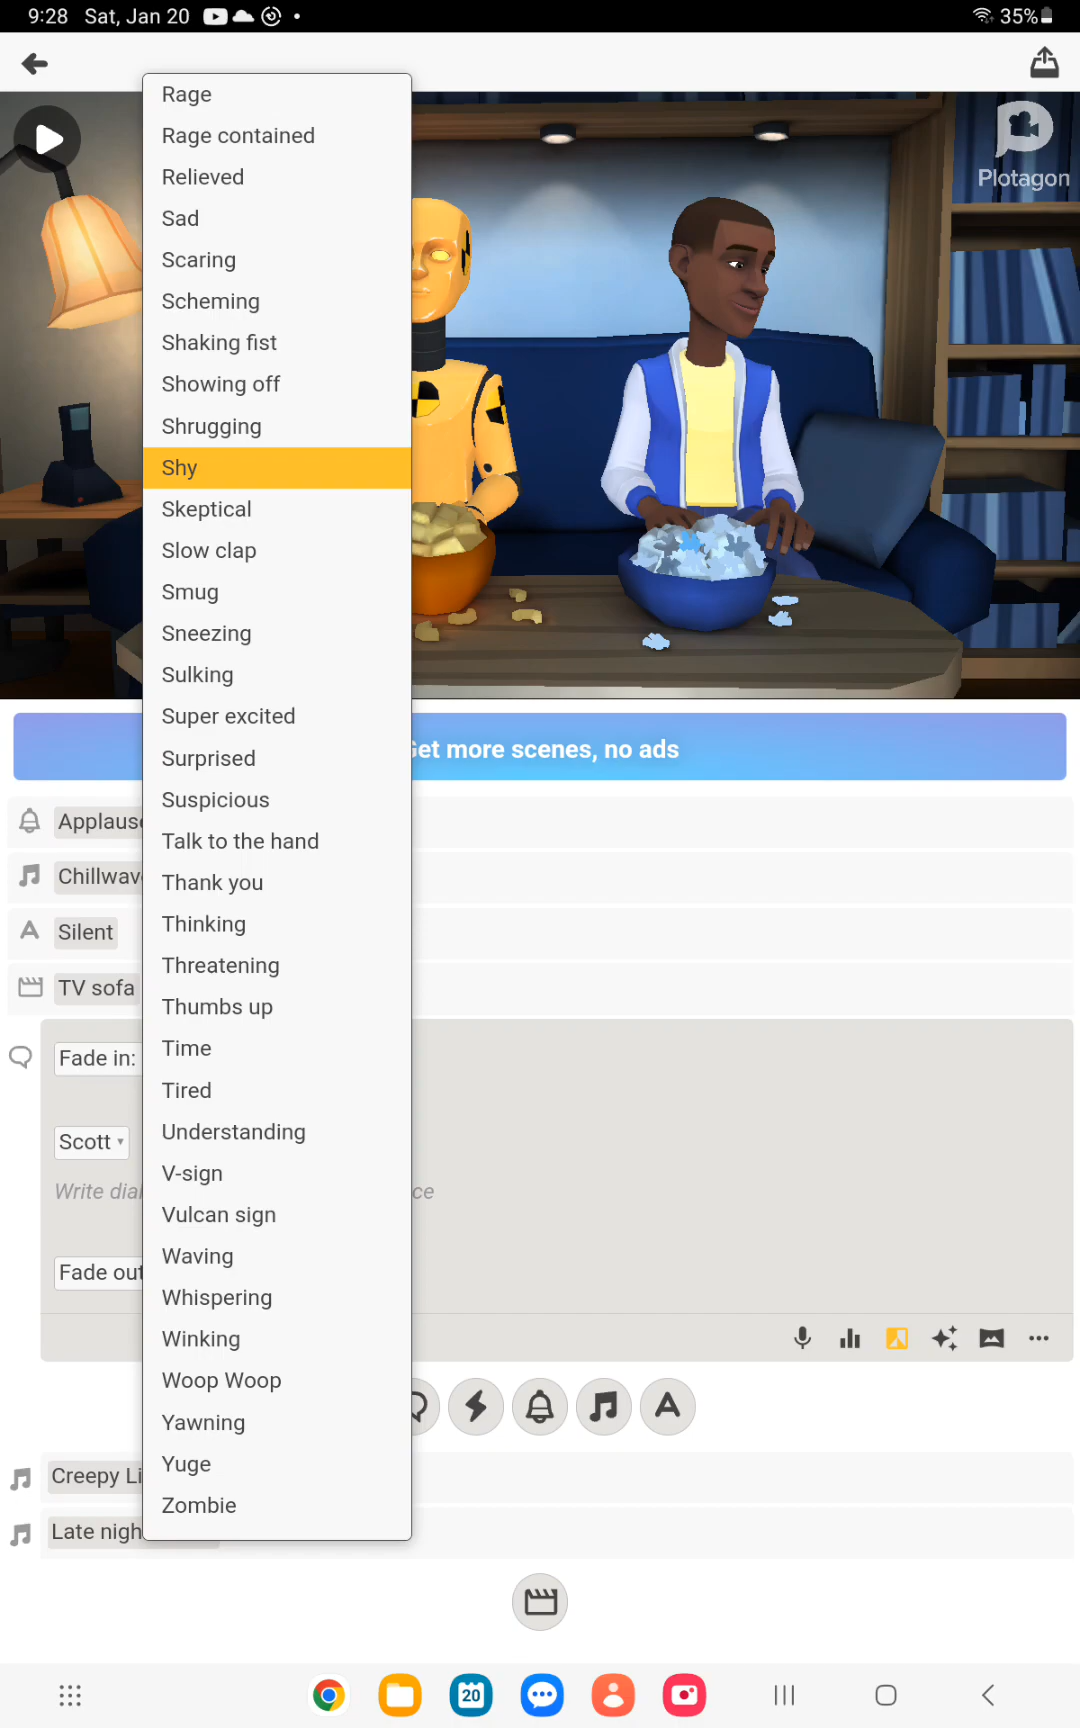 9:28 Sat, Jan 20 35%
Plotagon
Rage
Rage contained
Relieved
Sad
Scaring
Scheming
Shaking fist
Showing off
Shrugging
Shy
Skeptical
Slow clap
Smug
Sneezing
Sulking
Super excited
Surprised
Suspicious
Talk to the hand
Thank you
Thinking
Threatening
Thumbs up
Time
Tired
Understanding
V-sign
Vulcan sign
Waving
Whispering
Winking
Woop Woop
Yawning
Yuge
Zombie
Get more scenes, no ads
Applaus
Chillwav
Silent
TV sofa
Fade in:
Scott
Write dia ce
Fade out
Creepy Li
Late nigh
20